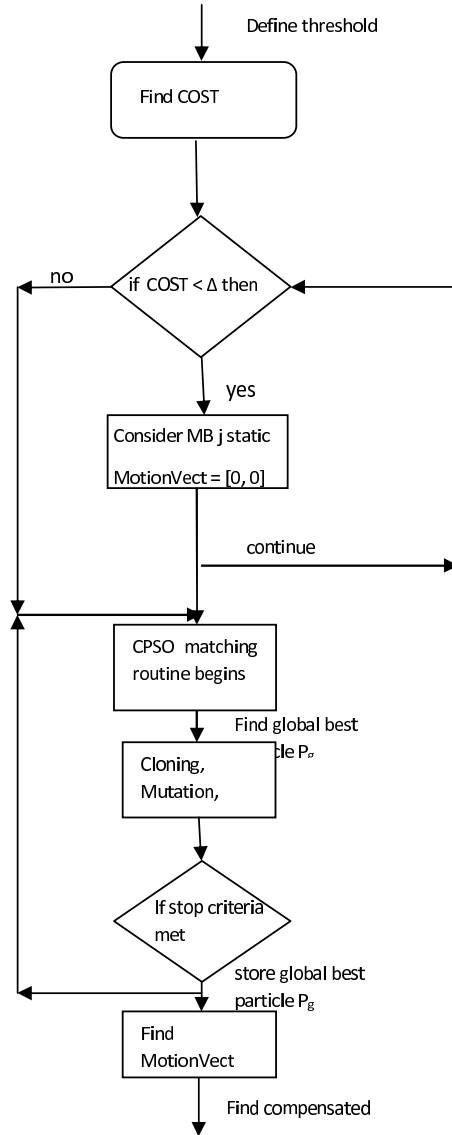 Define threshold
Find COST
if COST < Δ then
no
yes
Consider MB j static
MotionVect = [0, 0]
continue
CPSO matching
routine begins
Find global best
Cloning,
Mutation,
If stop criteria
met
store global best
particle Pg
Find
MotionVect
Find compensated